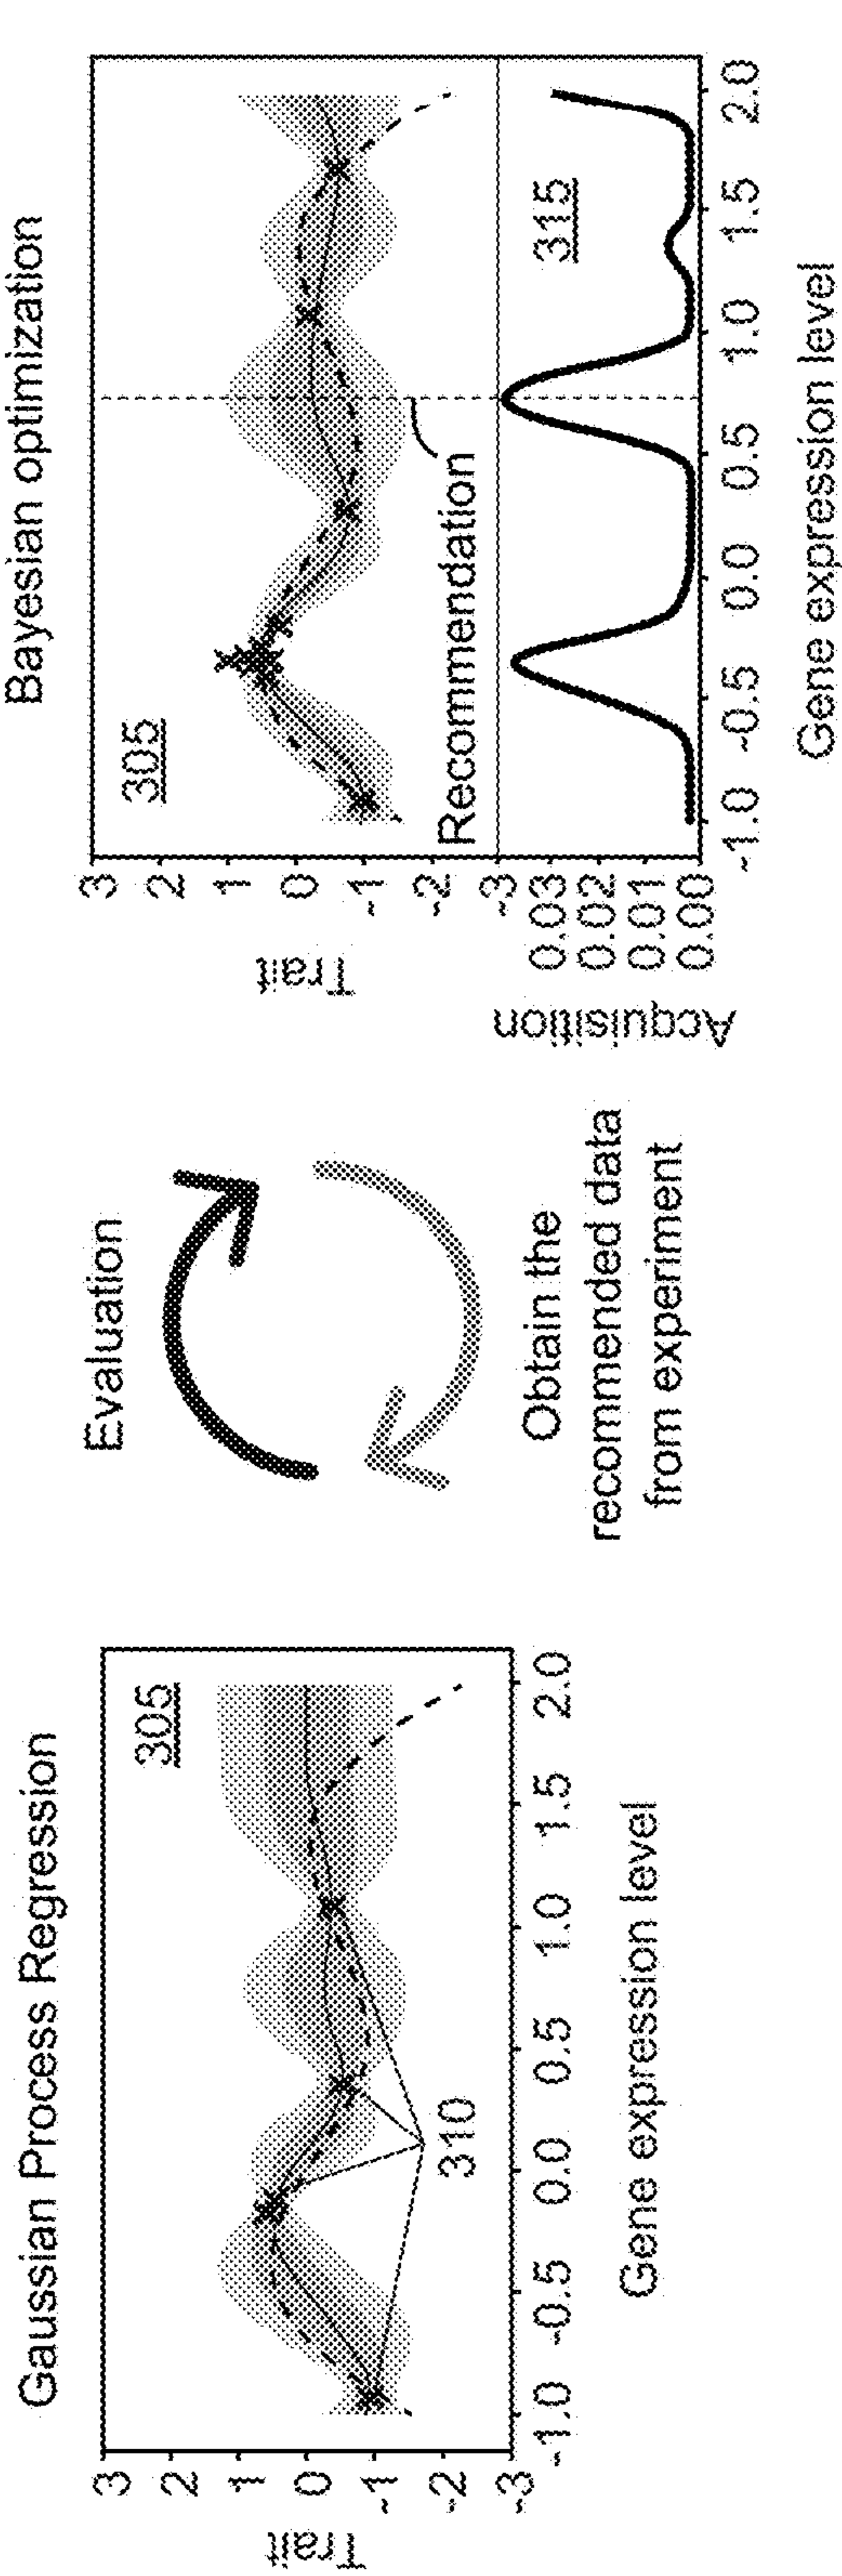 Gaussian Process Regression
305
3
2
1
0
-1
-2
-3
Trait
310
-1.0 -0.5 0.0 0.5 1.0 1.5 2.0
Gene expression level
Evaluation
Obtain the
recommended data
from experiment
Bayesian optimization
305
3
2
1
0
-1
-2
-3
Trait
Recommendation
315
0.03
0.02
0.01
0.00
Acquisition
-1.0 -0.5 0.0 0.5 1.0 1.5 2.0
Gene expression level